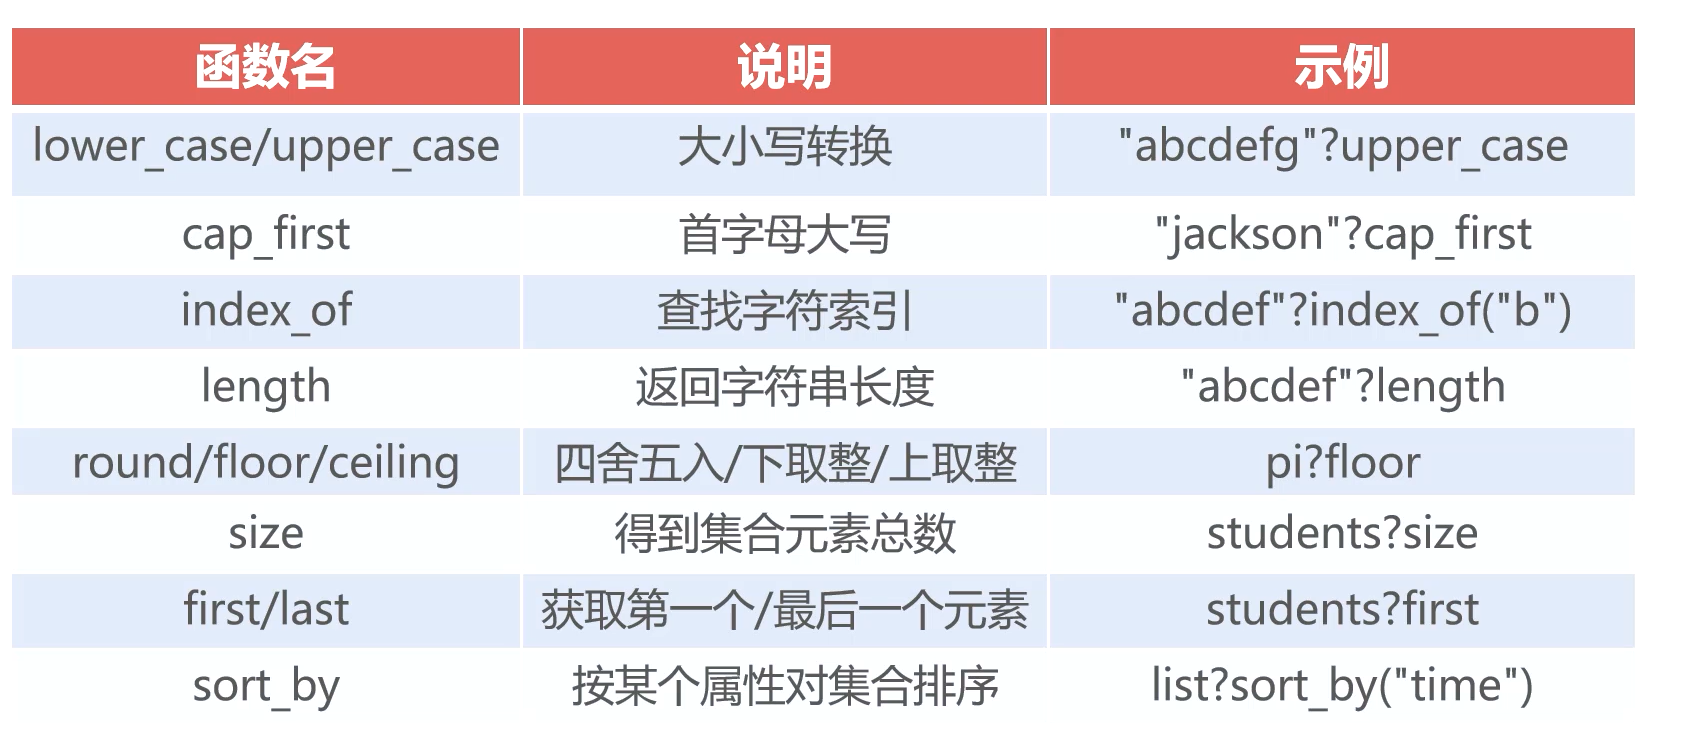 函数名 说明 示例
lower_case/upper_case 大小写转换 "abcdefg"?upper_case
cap_first 首字母大写 "jackson"?cap_first
index_of 查找字符索引 "abcdef"?index_of("b")
length 返回字符串长度 "abcdef"?length
round/floor/ceiling 四舍五入/下取整/上取整 pi?floor
size 得到集合元素总数 students?size
first/last 获取第一个/最后一个元素 students?first
sort_by 按某个属性对集合排序 list?sort_by("time")